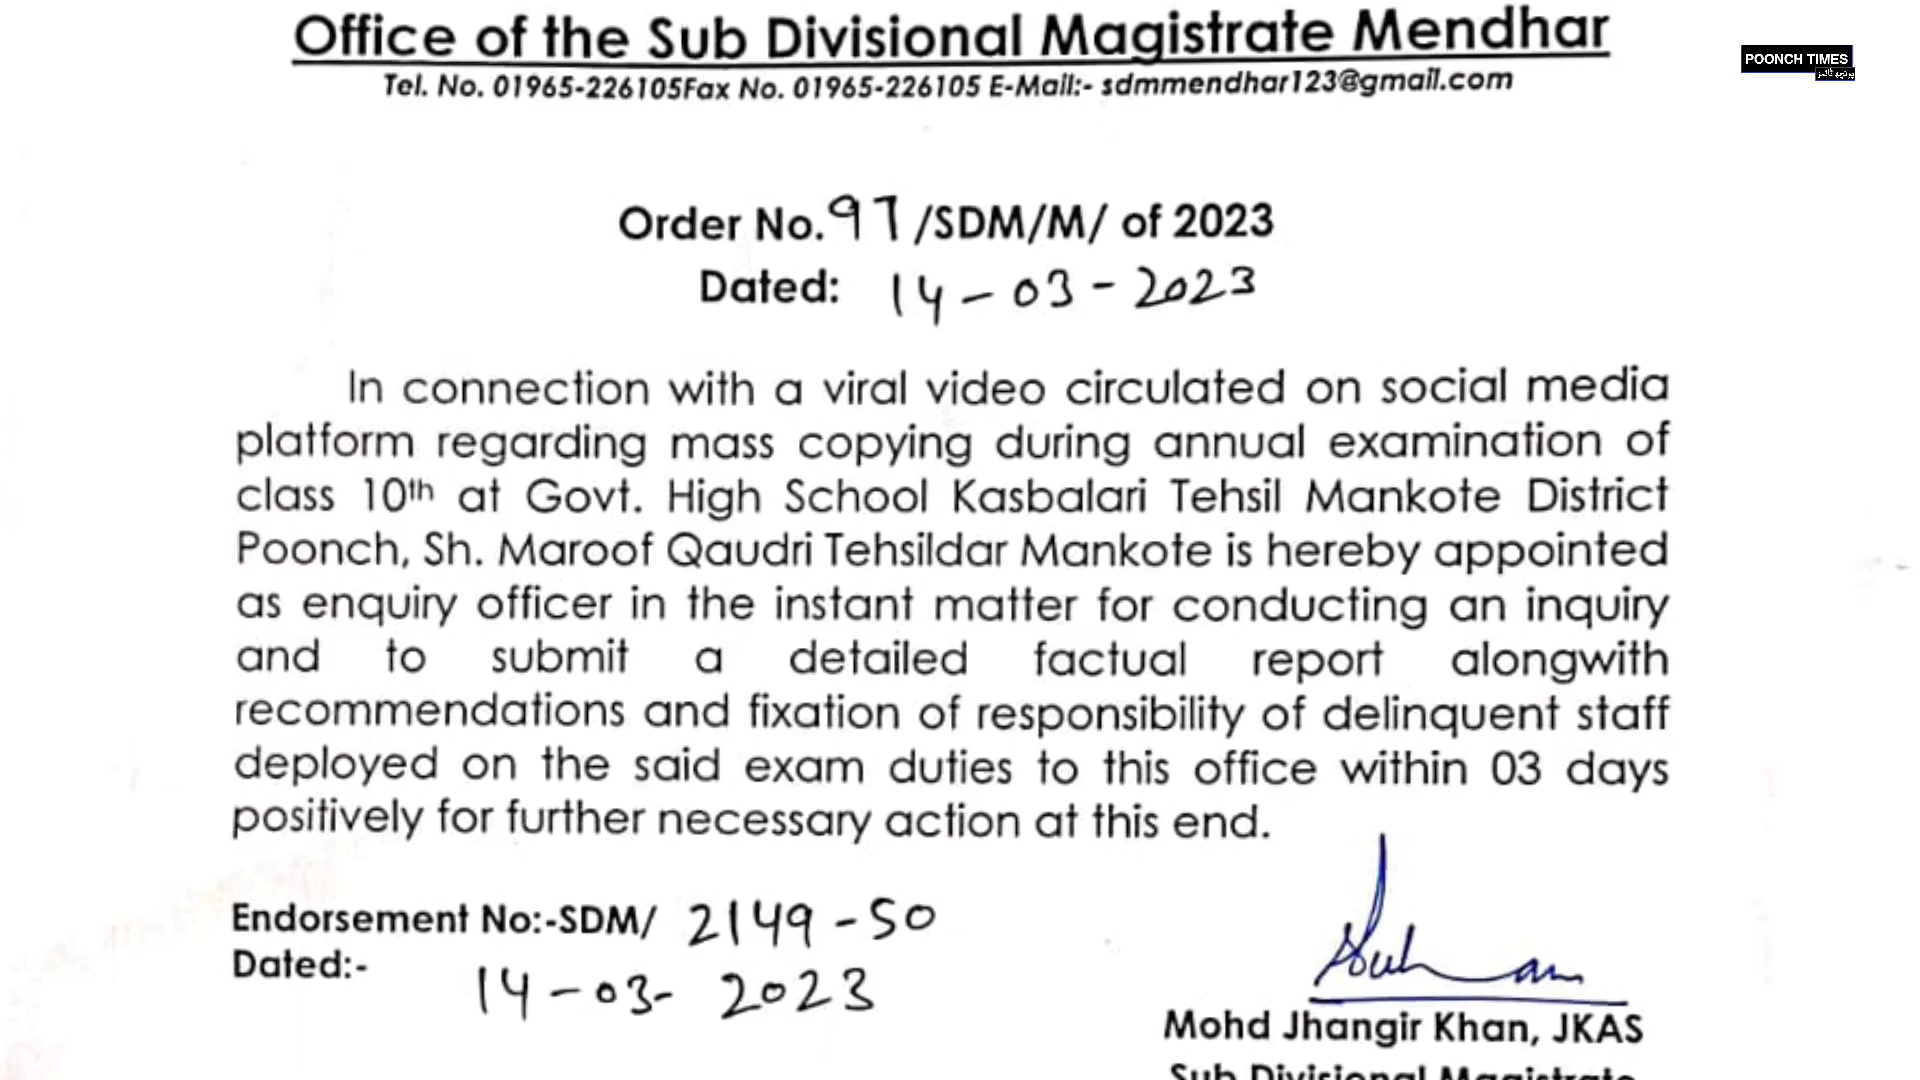 Office of the Sub Divisional Magistrate Mendhar
Tel. No. 01965-226105Fax No. 01965-226105 E-Mail:- sdmmendhar123@gmail.com
POONCH TIMES
پونچھ ٹائمز
Order No.97/SDM/M/ of 2023
Dated: 14-03-2023
In connection with a viral video circulated on social media
platform regarding mass copying during annual examination of
class 10th at Govt. High School Kasbalari Tehsil Mankote District
Poonch, Sh. Maroof Qaudri Tehsildar Mankote is hereby appointed
as enquiry officer in the instant matter for conducting an inquiry
and to submit a detailed factual report alongwith
recommendations and fixation of responsibility of delinquent staff
deployed on the said exam duties to this office within 03 days
positively for further necessary action at this end.
Endorsement No:-SDM/ 2149-50
Dated:- 14-03-2023
Mohd Jhangir Khan, JKAS
Sub Divisional Magistrate